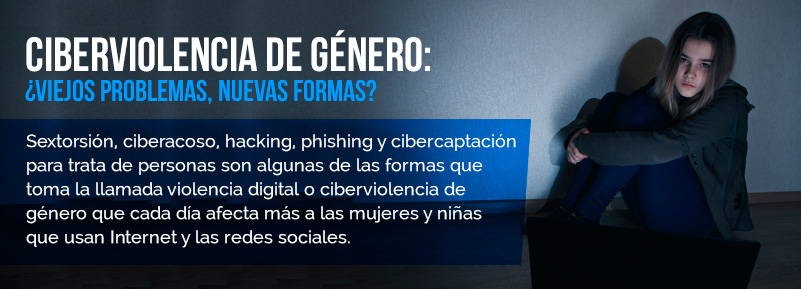 CIBERVIOLENCIA DE GÉNERO:
¿VIEJOS PROBLEMAS, NUEVAS FORMAS?
Sextorsión, ciberacoso, hacking, phishing y cibercaptación
para trata de personas son algunas de las formas que
toma la llamada violencia digital o ciberviolencia de
género que cada día afecta más a las mujeres y niñas
que usan Internet y las redes sociales.